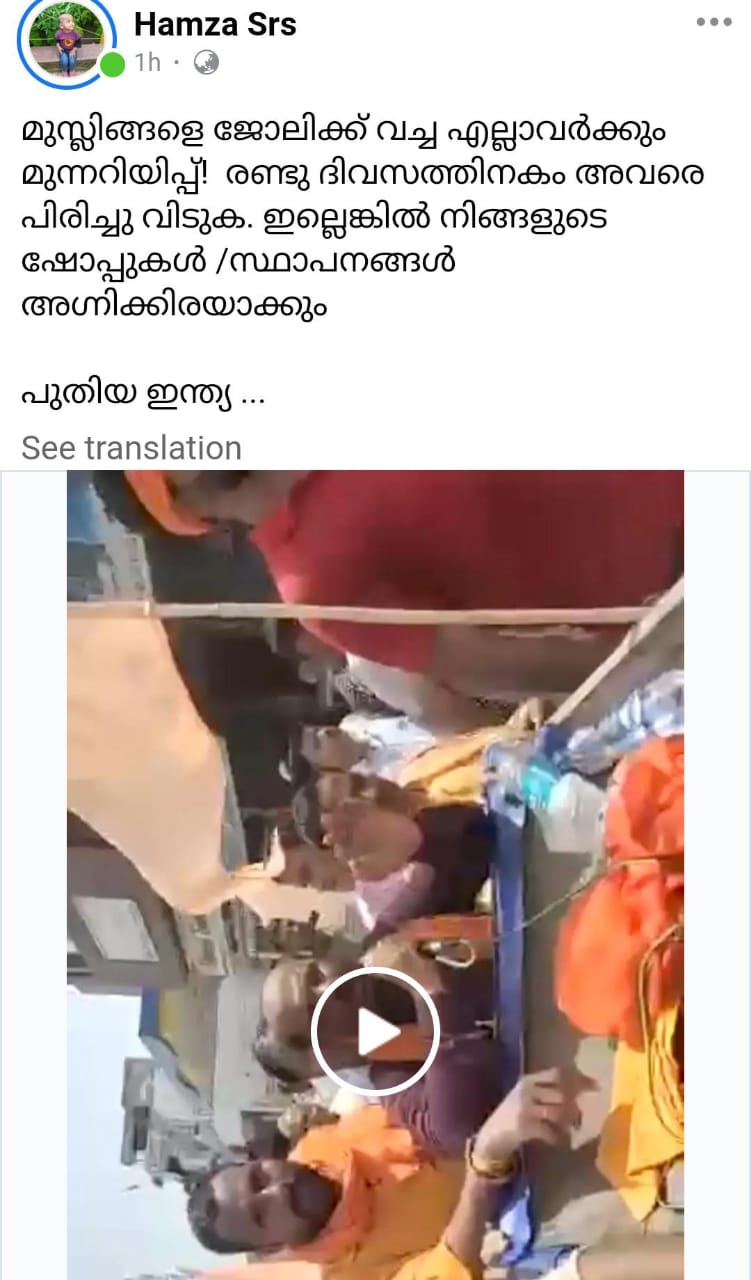 Hamza Srs
1h ·
മുസ്ലിങ്ങളെ ജോലിക്ക് വച്ച എല്ലാവർക്കും
മുന്നറിയിപ്പ്! രണ്ടു ദിവസത്തിനകം അവരെ
പിരിച്ചു വിടുക. ഇല്ലെങ്കിൽ നിങ്ങളുടെ
ഷോപ്പുകൾ /സ്ഥാപനങ്ങൾ
അഗ്നിക്കിരയാക്കും
പുതിയ ഇന്ത്യ ...
See translation